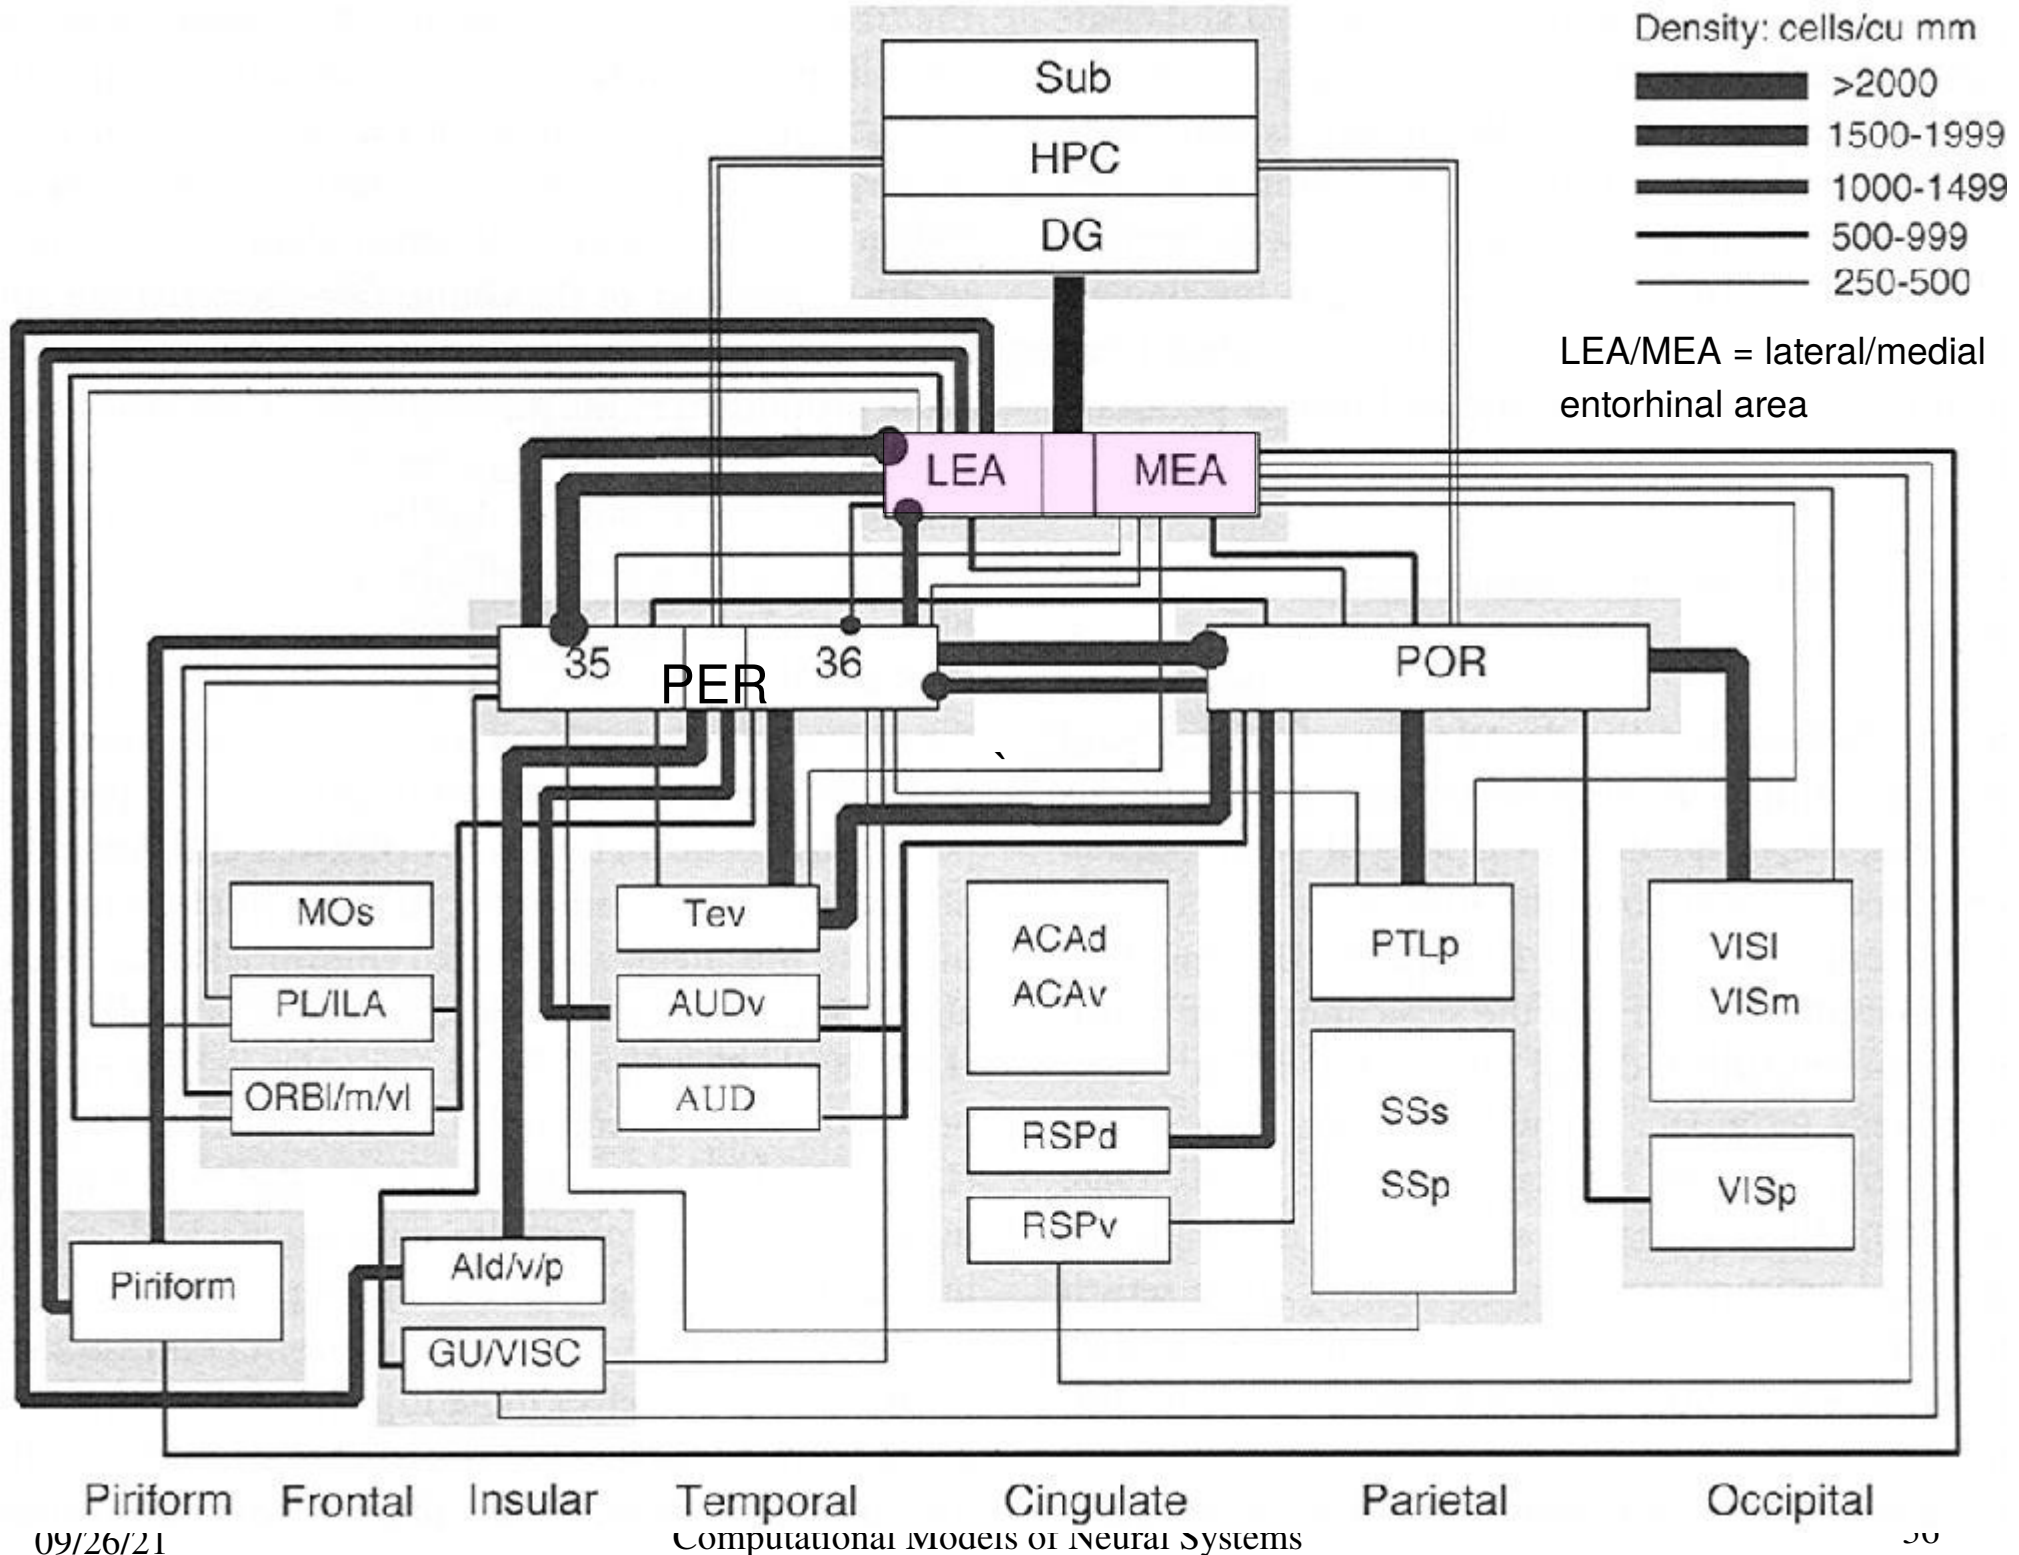 Density: cells/cu mm
>2000
1500-1999
1000-1499
500-999
250-500
LEA/MEA = lateral/medial
entorhinal area
Sub
HPC
DG
LEA
MEA
35
PER
36
POR
`
MOs
PL/ILA
ORBl/m/vl
Tev
AUDv
AUD
ACAd
ACAv
RSPd
RSPv
PTLp
SSs
SSp
VISl
VISm
VISp
Piriform
AId/v/p
GU/VISC
Piriform
Frontal
Insular
Temporal
Cingulate
Parietal
Occipital
09/26/21
Computational Models of Neural Systems